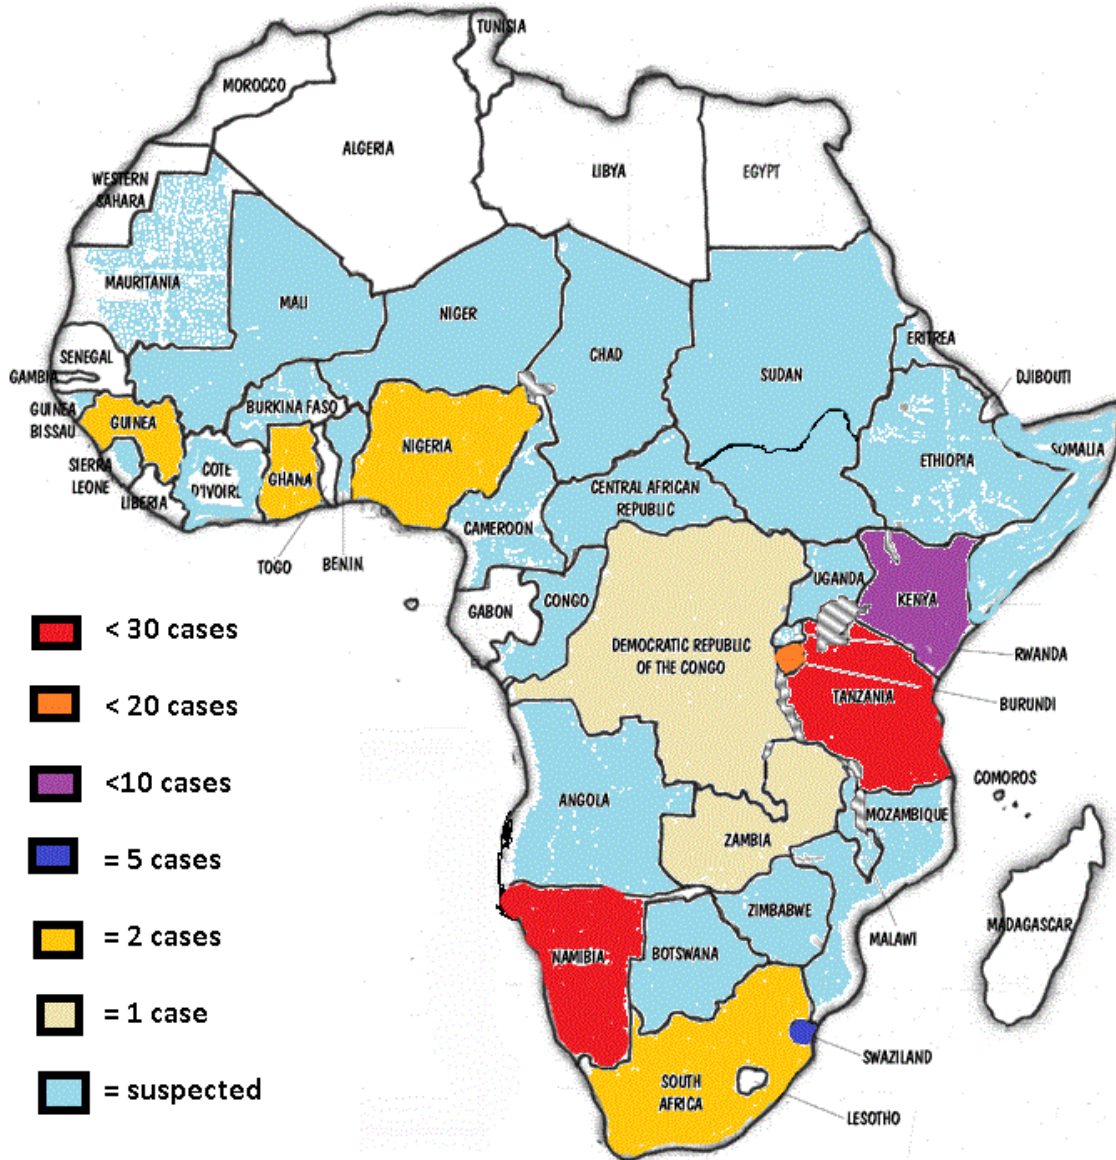 TUNISIA
MOROCCO
ALGERIA
LIBYA
EGYPT
WESTERN
SAHARA
MAURITANIA
MALI
NIGER
CHAD
SUDAN
ERITREA
DJIBOUTI
SENEGAL
GAMBIA
GUINEA
BISSAU
GUINEA
BURKINA FASO
NIGERIA
ETHIOPIA
SOMALIA
SIERRA
LEONE
LIBERIA
COTE
D'IVOIRE
GHANA
TOGO
BENIN
CAMEROON
CENTRAL AFRICAN
REPUBLIC
UGANDA
KENYA
GABON
CONGO
DEMOCRATIC REPUBLIC
OF THE CONGO
RWANDA
BURUNDI
TANZANIA
COMOROS
ANGOLA
ZAMBIA
MOZAMBIQUE
MALAWI
MADAGASCAR
ZIMBABWE
NAMIBIA
BOTSWANA
SWAZILAND
SOUTH
AFRICA
LESOTHO
< 30 cases
< 20 cases
<10 cases
= 5 cases
= 2 cases
= 1 case
= suspected